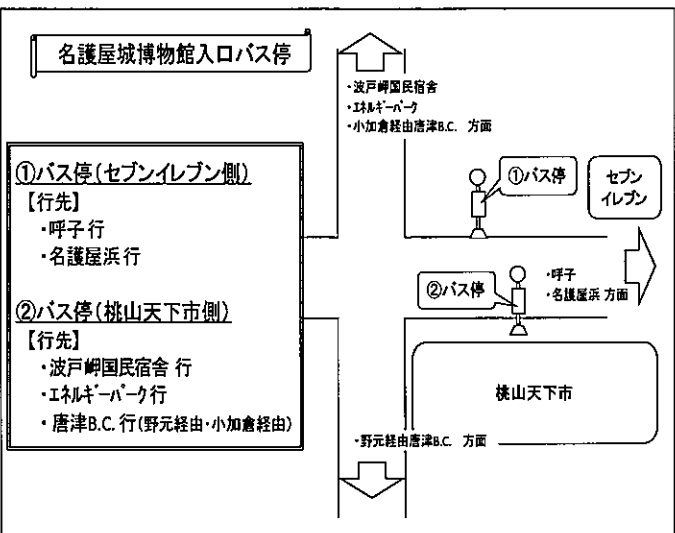 名護屋城博物館入口バス停
・波戸岬国民宿舎
・エネルギーパーク
・小加倉経由唐津B.C. 方面
①バス停(セブンイレブン側)
【行先】
・呼子 行
・名護屋浜 行
②バス停(桃山天下市側)
【行先】
・波戸岬国民宿舎 行
・エネルギーパーク 行
・唐津B.C. 行(野元経由・小加倉経由)
①バス停
セブン
イレブン
②バス停
・呼子
・名護屋浜 方面
桃山天下市
・野元経由唐津B.C. 方面